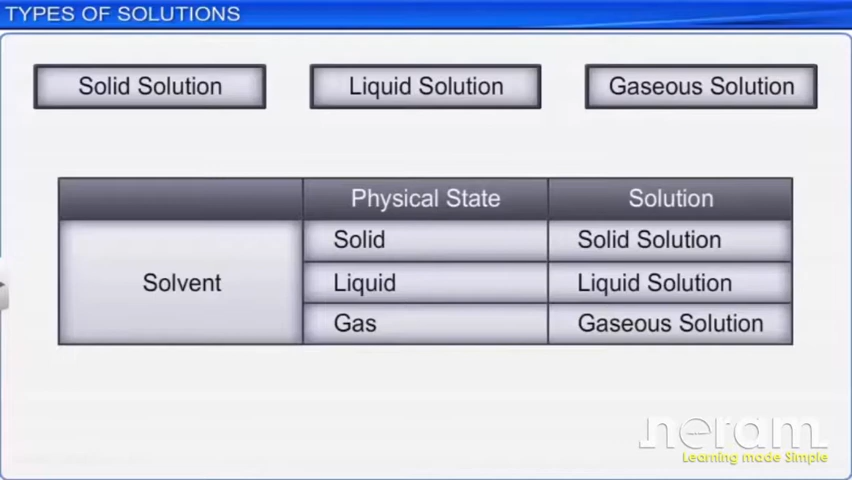 TYPES OF SOLUTIONS
Solid Solution Liquid Solution Gaseous Solution
Physical State Solution
Solid Solid Solution
Solvent Liquid Liquid Solution
Gas Gaseous Solution
neram
Learning made Simple